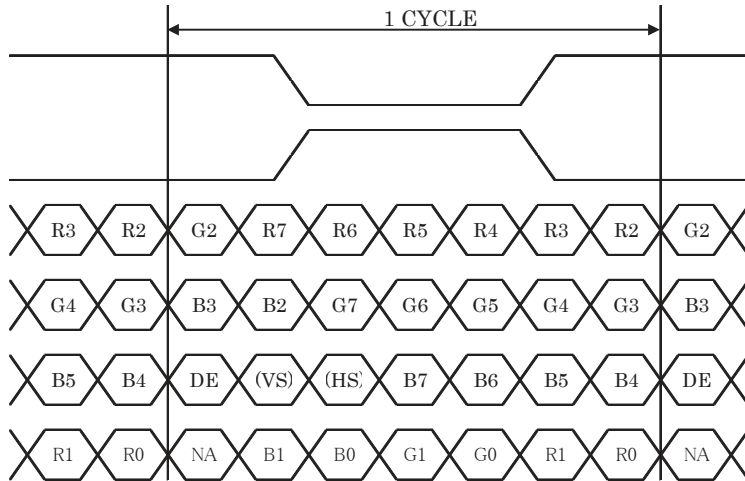 1 CYCLE
R3 R2 G2 R7 R6 R5 R4 R3 R2 G2
G4 G3 B3 B2 G7 G6 G5 G4 G3 B3
B5 B4 DE (VS) (HS) B7 B6 B5 B4 DE
R1 R0 NA B1 B0 G1 G0 R1 R0 NA